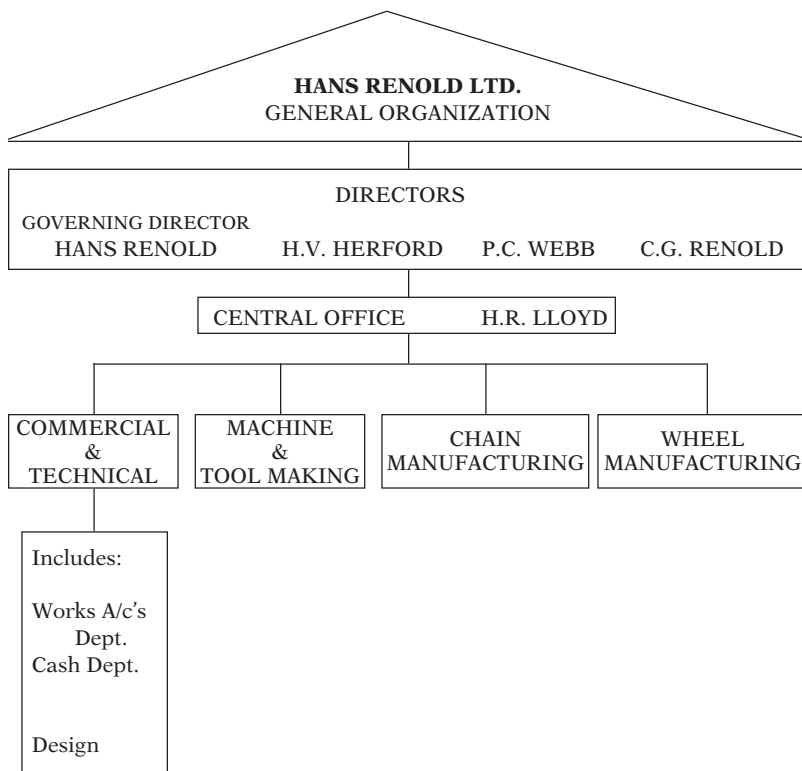 HANS RENOLD LTD.
GENERAL ORGANIZATION
DIRECTORS
GOVERNING DIRECTOR
HANS RENOLD H.V. HERFORD P.C. WEBB C.G. RENOLD
CENTRAL OFFICE H.R. LLOYD
COMMERCIAL
&
TECHNICAL
MACHINE
&
TOOL MAKING
CHAIN
MANUFACTURING
WHEEL
MANUFACTURING
Includes:
Works A/c's
Dept.
Cash Dept.
Design